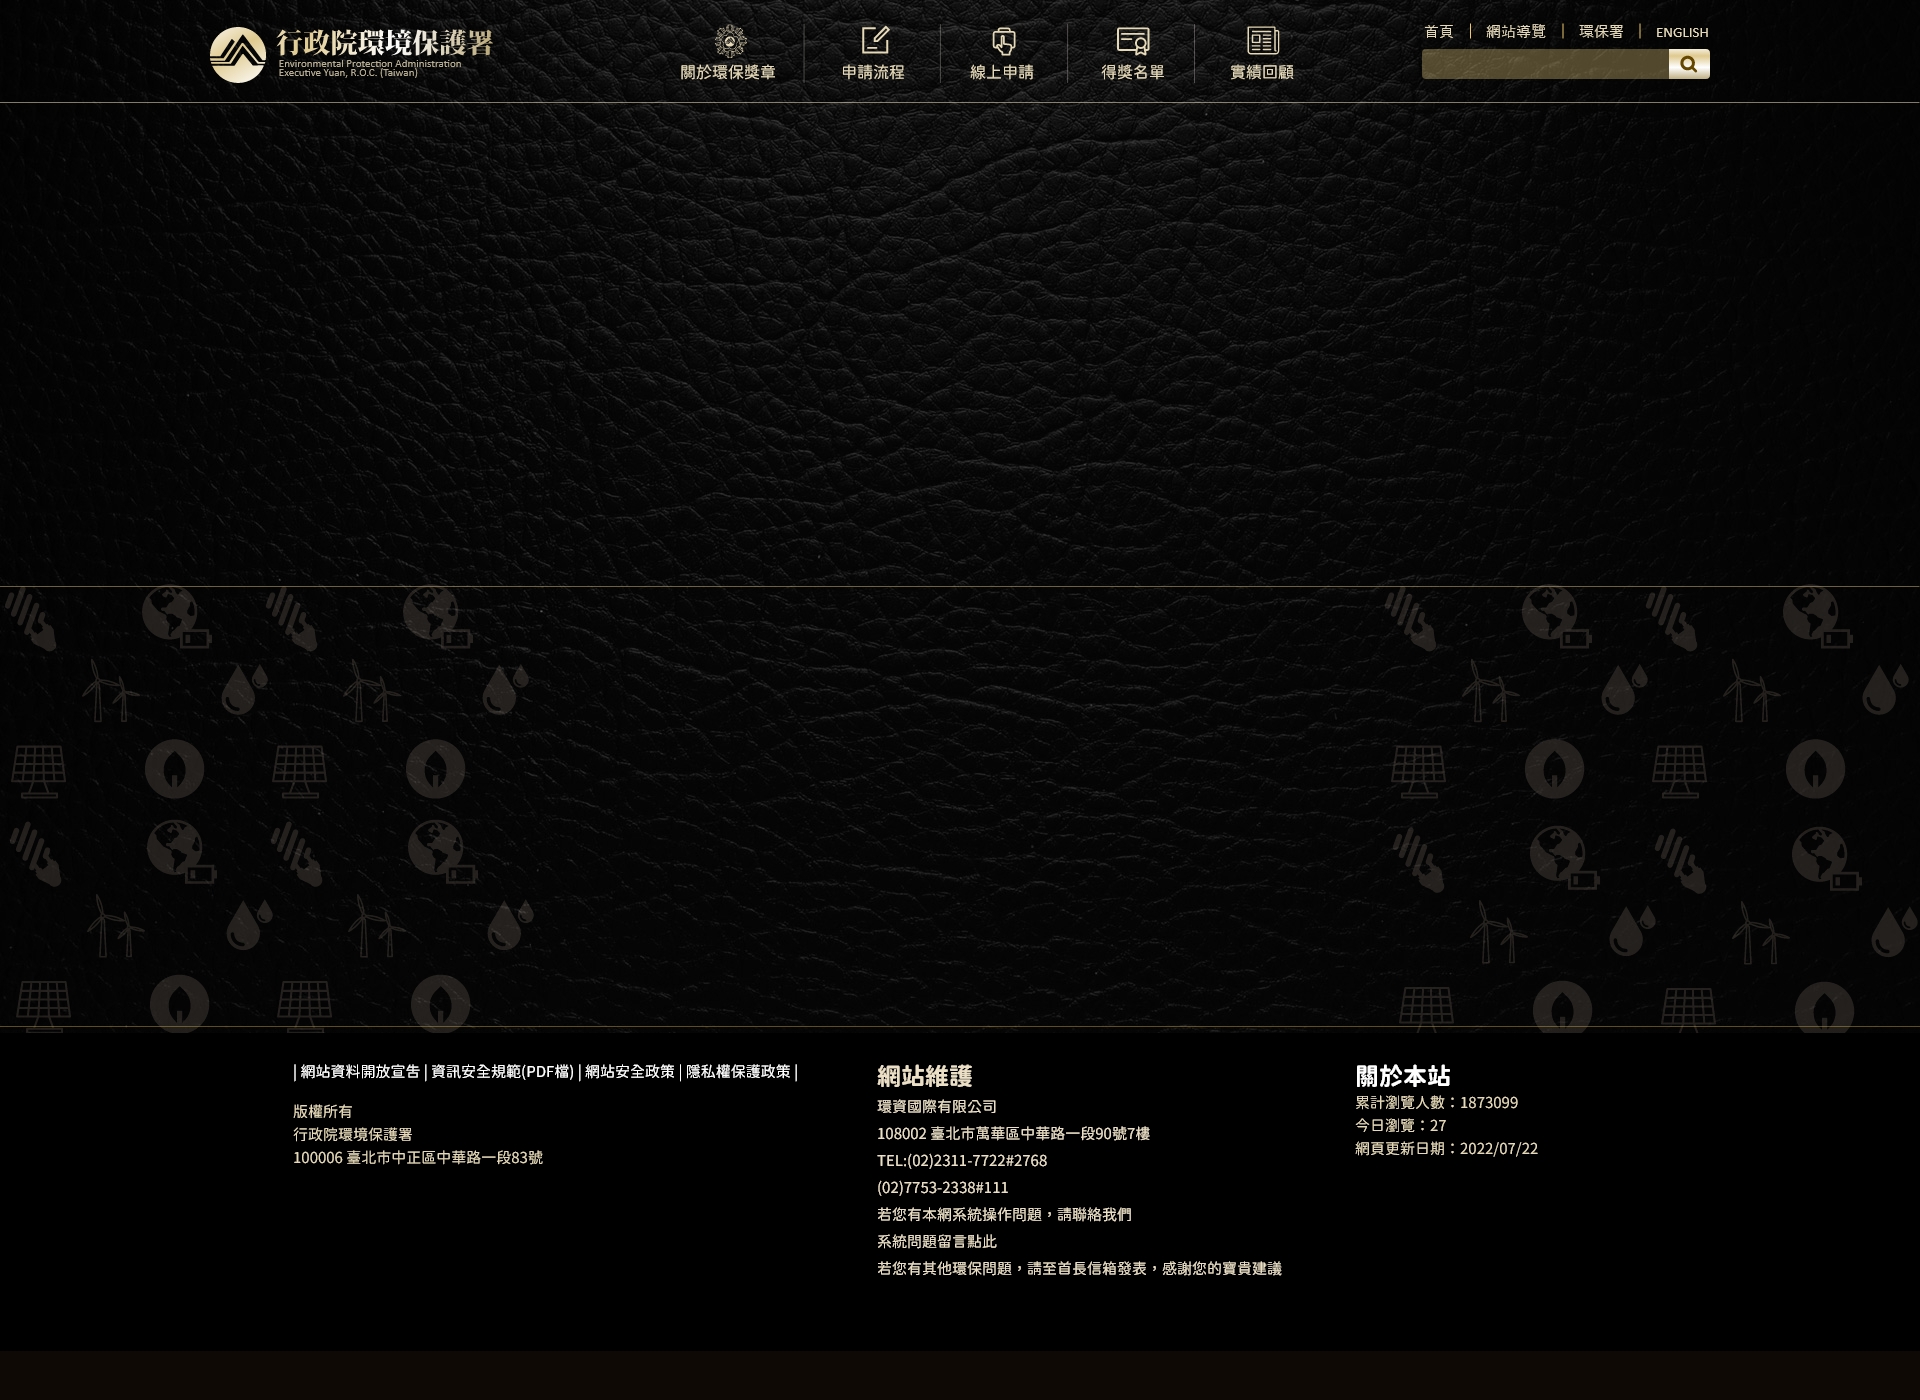 行政院環境保護署
Environmental Protection Administration
Executive Yuan, R.O.C. (Taiwan)
關於環保獎章
申請流程
線上申請
得獎名單
實績回顧
首頁
網站導覽
環保署
ENGLISH
| 網站資料開放宣告 | 資訊安全規範(PDF檔) | 網站安全政策 | 隱私權保護政策 |
版權所有
行政院環境保護署
100006 臺北市中正區中華路一段83號
網站維護
環資國際有限公司
108002 臺北市萬華區中華路一段90號7樓
TEL:(02)2311-7722#2768
(02)7753-2338#111
若您有本網系統操作問題，請聯絡我們
系統問題留言點此
若您有其他環保問題，請至首長信箱發表，感謝您的寶貴建議
關於本站
累計瀏覽人數：1873099
今日瀏覽：27
網頁更新日期：2022/07/22